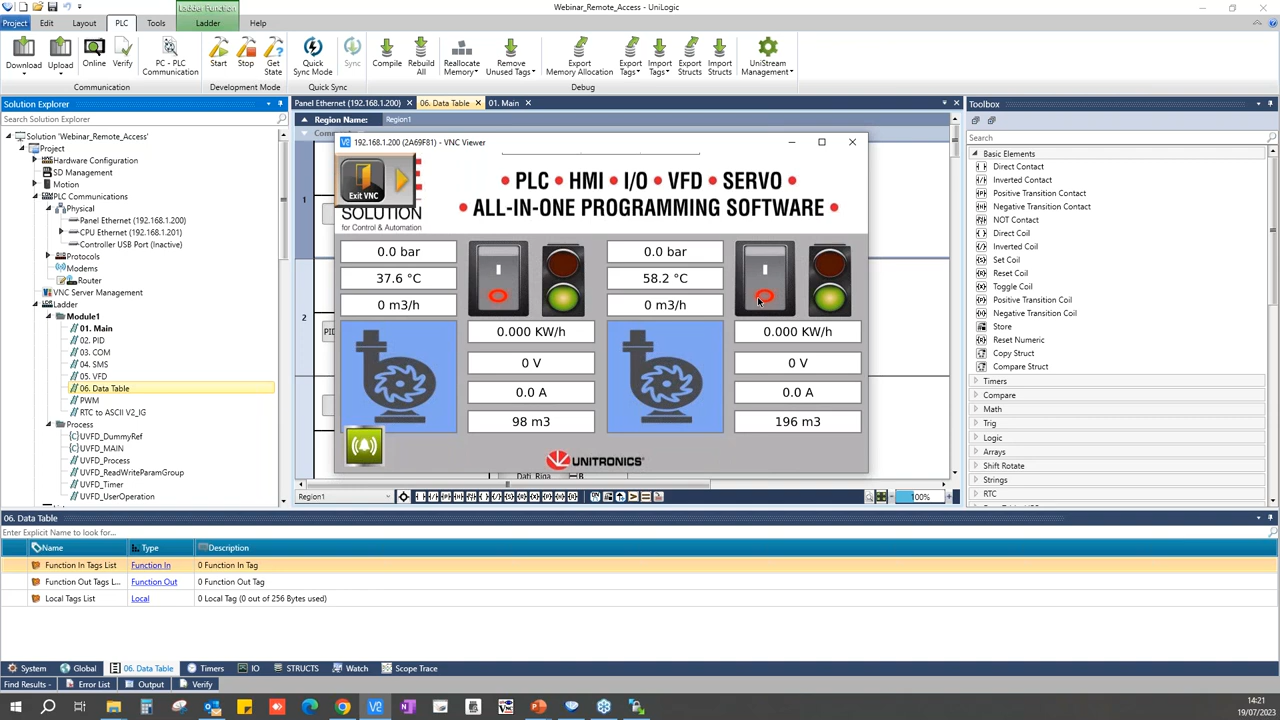 Webinar_Remote_Access - UniLogic
Ladder Function
Project Edit Layout PLC Tools Ladder Help
Download Upload Online Verify PC - PLC Communication Start Stop Get State Quick Sync Mode Sync Compile Rebuild All Reallocate Memory Remove Unused Tags Export Memory Allocation Export Tags Import Tags Export Structs Import Structs UniStream Management
Communication Development Mode Quick Sync Debug
Solution Explorer
Panel Ethernet (192.168.1.200) 06. Data Table 01. Main
Toolbox
Search Solution Explorer
Region Name: Region1
Search
Solution 'Webinar_Remote_Access'
Project
Hardware Configuration
SD Management
Motion
PLC Communications
Physical
Panel Ethernet (192.168.1.200)
CPU Ethernet (192.168.1.201)
Controller USB Port (Inactive)
Protocols
Modems
Router
VNC Server Management
Ladder
Module1
01. Main
02. PID
03. COM
04. SMS
05. VFD
06. Data Table
PWM
RTC to ASCII V2_IG
Process
UVFD_DummyRef
UVFD_MAIN
UVFD_Process
UVFD_ReadWriteParamGroup
UVFD_Timer
UVFD_UserOperation
1
2
192.168.1.200 (2A69F81) - VNC Viewer
Exit VNC
SOLUTION
for Control & Automation
• PLC • HMI • I/O • VFD • SERVO •
• ALL-IN-ONE PROGRAMMING SOFTWARE •
0.0 bar
37.6 °C
0 m3/h
0.000 KW/h
0 V
0.0 A
98 m3
0.0 bar
58.2 °C
0 m3/h
0.000 KW/h
0 V
0.0 A
196 m3
UNITRONICS
Region1
100%
Basic Elements
Direct Contact
Inverted Contact
Positive Transition Contact
Negative Transition Contact
NOT Contact
Direct Coil
Inverted Coil
Set Coil
Reset Coil
Toggle Coil
Positive Transition Coil
Negative Transition Coil
Store
Reset Numeric
Copy Struct
Compare Struct
Timers
Compare
Math
Trig
Logic
Arrays
Shift Rotate
Strings
RTC
06. Data Table
Enter Explicit Name to look for...
Name Type Description
Function In Tags List Function In 0 Function In Tag
Function Out Tags L... Function Out 0 Function Out Tag
Local Tags List Local 0 Local Tag (0 out of 256 Bytes used)
System Global 06. Data Table Timers IO STRUCTS Watch Scope Trace
Find Results - Error List Output Verify
14:21
19/07/2023